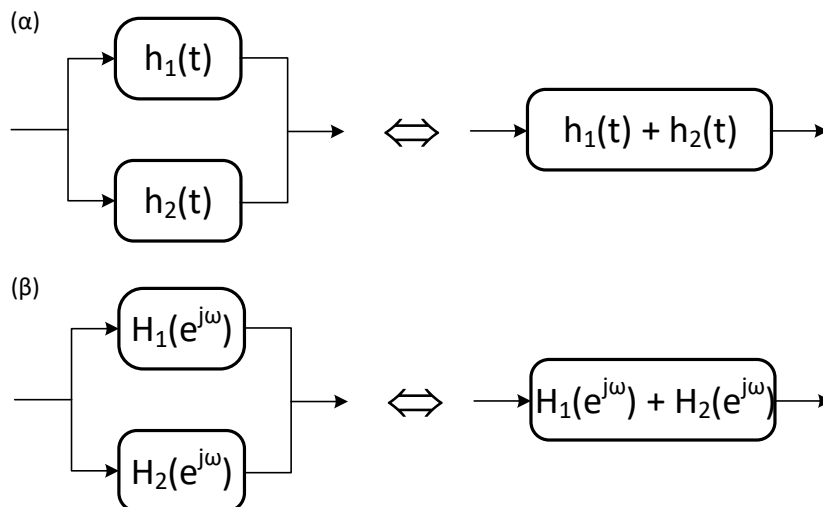 (α)
h₁(t)
h₁(t) + h₂(t)
h₂(t)
(β)
H₁(e^{jω})
H₁(e^{jω}) + H₂(e^{jω})
H₂(e^{jω})